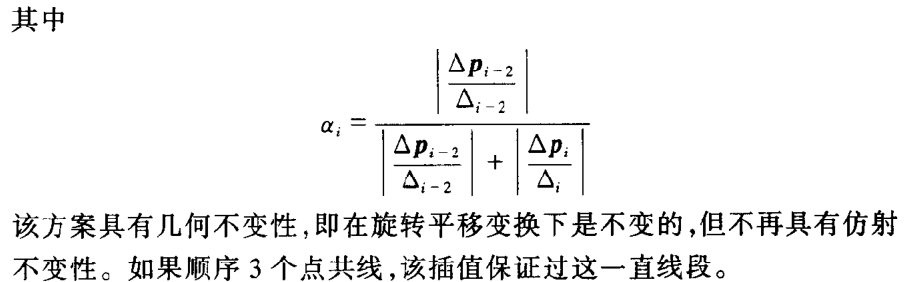 其中
$$\alpha_i = \frac{\left| \dfrac{\Delta \boldsymbol{p}_{i-2}}{\Delta_{i-2}} \right|}{\left| \dfrac{\Delta \boldsymbol{p}_{i-2}}{\Delta_{i-2}} \right| + \left| \dfrac{\Delta \boldsymbol{p}_i}{\Delta_i} \right|}$$
该方案具有几何不变性,即在旋转平移变换下是不变的,但不再具有仿射
不变性。如果顺序 3 个点共线,该插值保证过这一直线段。